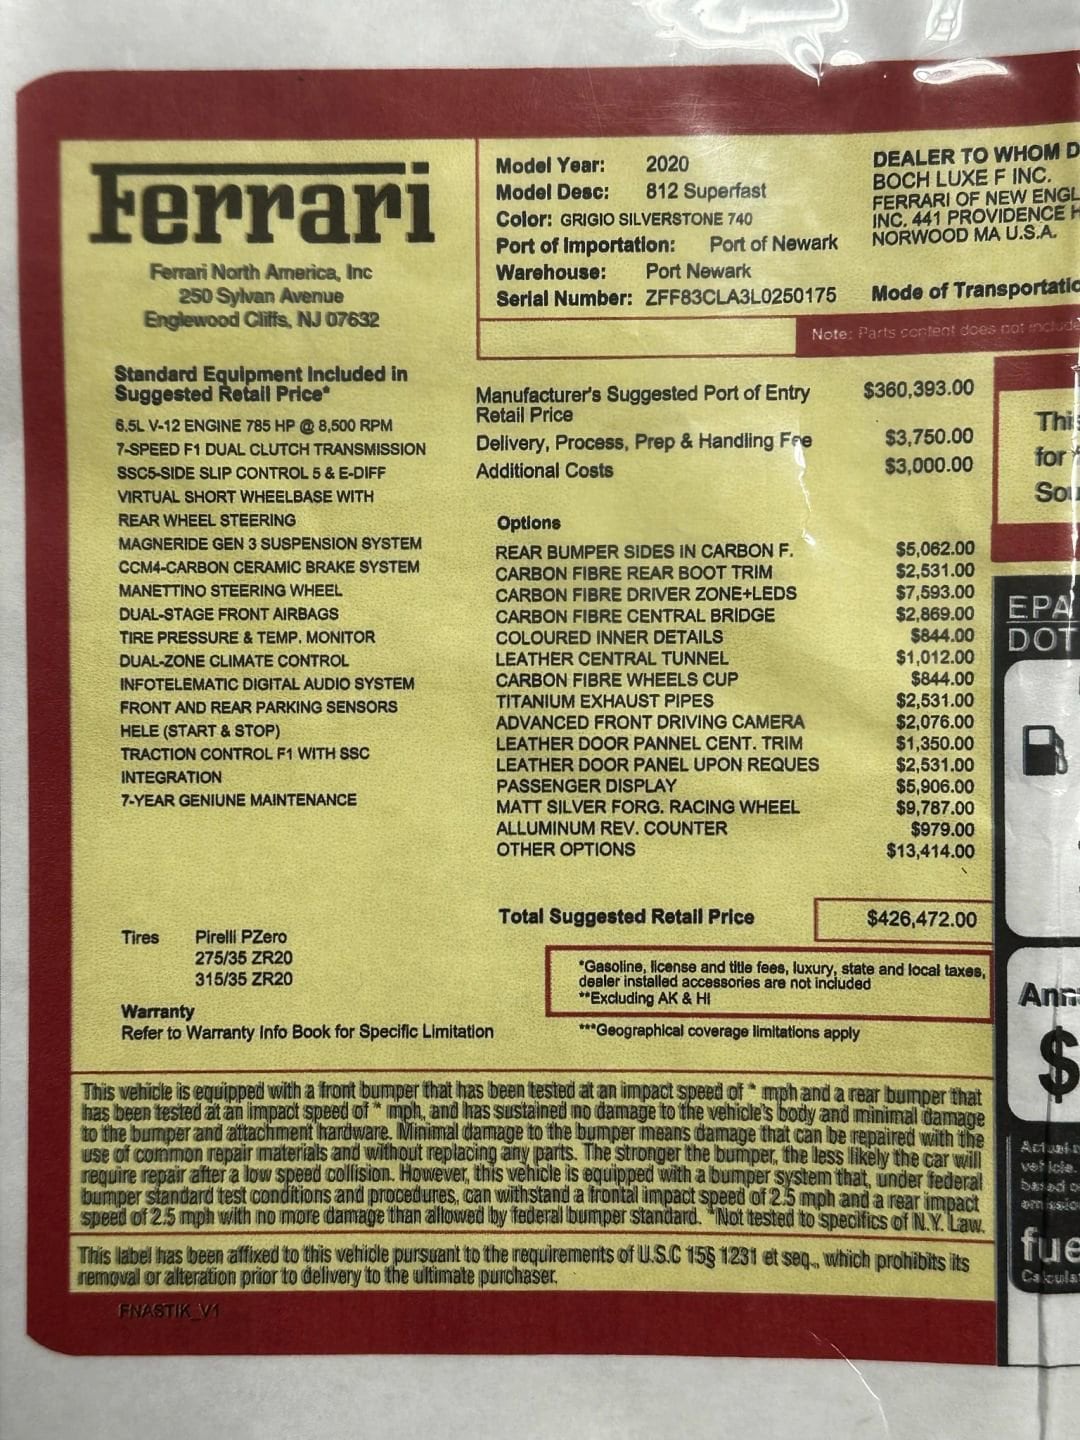 Ferrari
Ferrari North America, Inc
250 Sylvan Avenue
Englewood Cliffs, NJ 07632
Model Year: 2020
Model Desc: 812 Superfast
Color: GRIGIO SILVERSTONE 740
Port of Importation: Port of Newark
Warehouse: Port Newark
Serial Number: ZFF83CLA3L0250175
DEALER TO WHOM D
BOCH LUXE F INC.
FERRARI OF NEW ENGL
INC. 441 PROVIDENCE H
NORWOOD MA U.S.A.
Mode of Transportatio
Note: Parts content does not include
Standard Equipment Included in
Suggested Retail Price*
6.5L V-12 ENGINE 785 HP @ 8,500 RPM
7-SPEED F1 DUAL CLUTCH TRANSMISSION
SSC5-SIDE SLIP CONTROL 5 & E-DIFF
VIRTUAL SHORT WHEELBASE WITH
REAR WHEEL STEERING
MAGNERIDE GEN 3 SUSPENSION SYSTEM
CCM4-CARBON CERAMIC BRAKE SYSTEM
MANETTINO STEERING WHEEL
DUAL-STAGE FRONT AIRBAGS
TIRE PRESSURE & TEMP. MONITOR
DUAL-ZONE CLIMATE CONTROL
INFOTELEMATIC DIGITAL AUDIO SYSTEM
FRONT AND REAR PARKING SENSORS
HELE (START & STOP)
TRACTION CONTROL F1 WITH SSC
INTEGRATION
7-YEAR GENIUNE MAINTENANCE
Tires Pirelli PZero
275/35 ZR20
315/35 ZR20
Warranty
Refer to Warranty Info Book for Specific Limitation
Manufacturer's Suggested Port of Entry
Retail Price $360,393.00
Delivery, Process, Prep & Handling Fee $3,750.00
Additional Costs $3,000.00
Options
REAR BUMPER SIDES IN CARBON F. $5,062.00
CARBON FIBRE REAR BOOT TRIM $2,531.00
CARBON FIBRE DRIVER ZONE+LEDS $7,593.00
CARBON FIBRE CENTRAL BRIDGE $2,869.00
COLOURED INNER DETAILS $844.00
LEATHER CENTRAL TUNNEL $1,012.00
CARBON FIBRE WHEELS CUP $844.00
TITANIUM EXHAUST PIPES $2,531.00
ADVANCED FRONT DRIVING CAMERA $2,076.00
LEATHER DOOR PANNEL CENT. TRIM $1,350.00
LEATHER DOOR PANEL UPON REQUES $2,531.00
PASSENGER DISPLAY $5,906.00
MATT SILVER FORG. RACING WHEEL $9,787.00
ALLUMINUM REV. COUNTER $979.00
OTHER OPTIONS $13,414.00
Total Suggested Retail Price $426,472.00
*Gasoline, license and title fees, luxury, state and local taxes,
dealer installed accessories are not included
**Excluding AK & HI
***Geographical coverage limitations apply
This
for
Sou
EPA
DOT
Ann
$
Actual r
vehicle.
based o
emission
fue
Calculat
This vehicle is equipped with a front bumper that has been tested at an impact speed of * mph and a rear bumper that
has been tested at an impact speed of * mph, and has sustained no damage to the vehicle's body and minimal damage
to the bumper and attachment hardware. Minimal damage to the bumper means damage that can be repaired with the
use of common repair materials and without replacing any parts. The stronger the bumper, the less likely the car will
require repair after a low speed collision. However, this vehicle is equipped with a bumper system that, under federal
bumper standard test conditions and procedures, can withstand a frontal impact speed of 2.5 mph and a rear impact
speed of 2.5 mph with no more damage than allowed by federal bumper standard. *Not tested to specifics of N.Y. Law.
This label has been affixed to this vehicle pursuant to the requirements of U.S.C 15§ 1231 et seq., which prohibits its
removal or alteration prior to delivery to the ultimate purchaser.
FNASTIK_V1